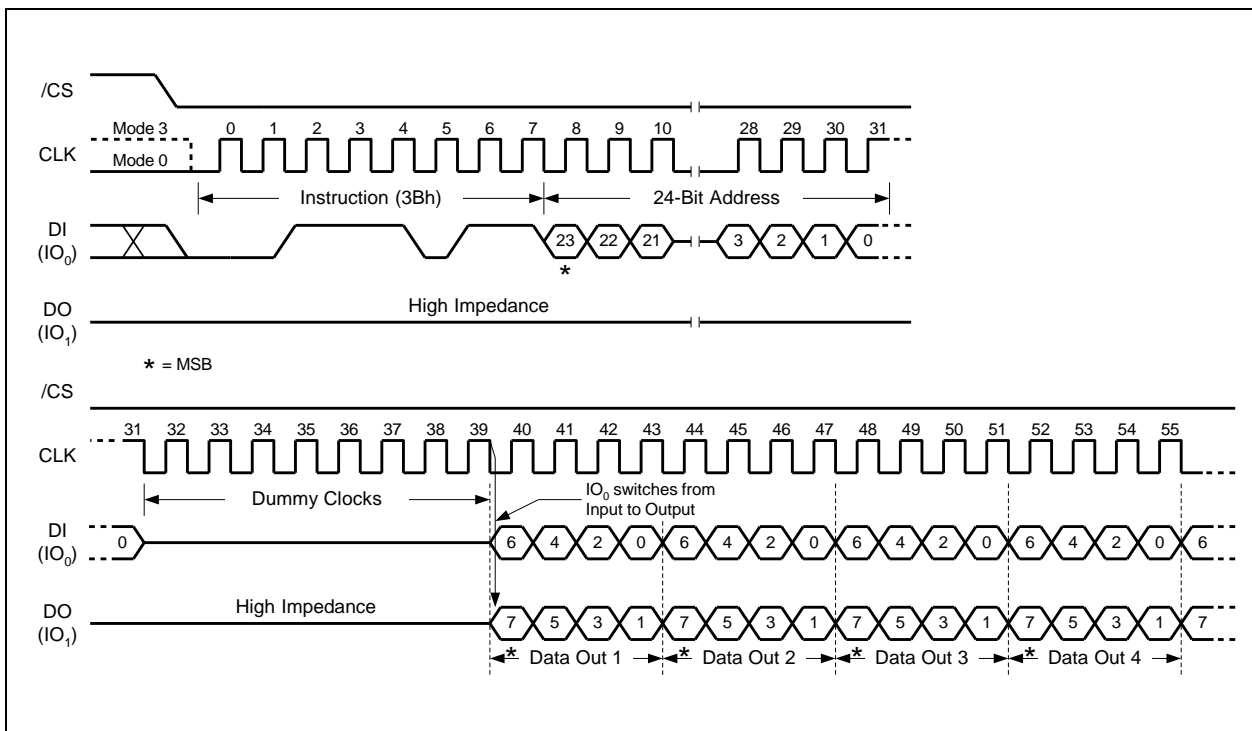 /CS
Mode 3 0 1 2 3 4 5 6 7 8 9 10 28 29 30 31
CLK
Mode 0
Instruction (3Bh) 24-Bit Address
DI
(IO0)
23 22 21 3 2 1 0
*
High Impedance
DO
(IO1)
* = MSB
/CS
31 32 33 34 35 36 37 38 39 40 41 42 43 44 45 46 47 48 49 50 51 52 53 54 55
CLK
Dummy Clocks
IO0 switches from
Input to Output
DI
(IO0)
0 6 4 2 0 6 4 2 0 6 4 2 0 6 4 2 0 6
High Impedance
DO
(IO1)
7 5 3 1 7 5 3 1 7 5 3 1 7 5 3 1 7
* Data Out 1 * Data Out 2 * Data Out 3 * Data Out 4